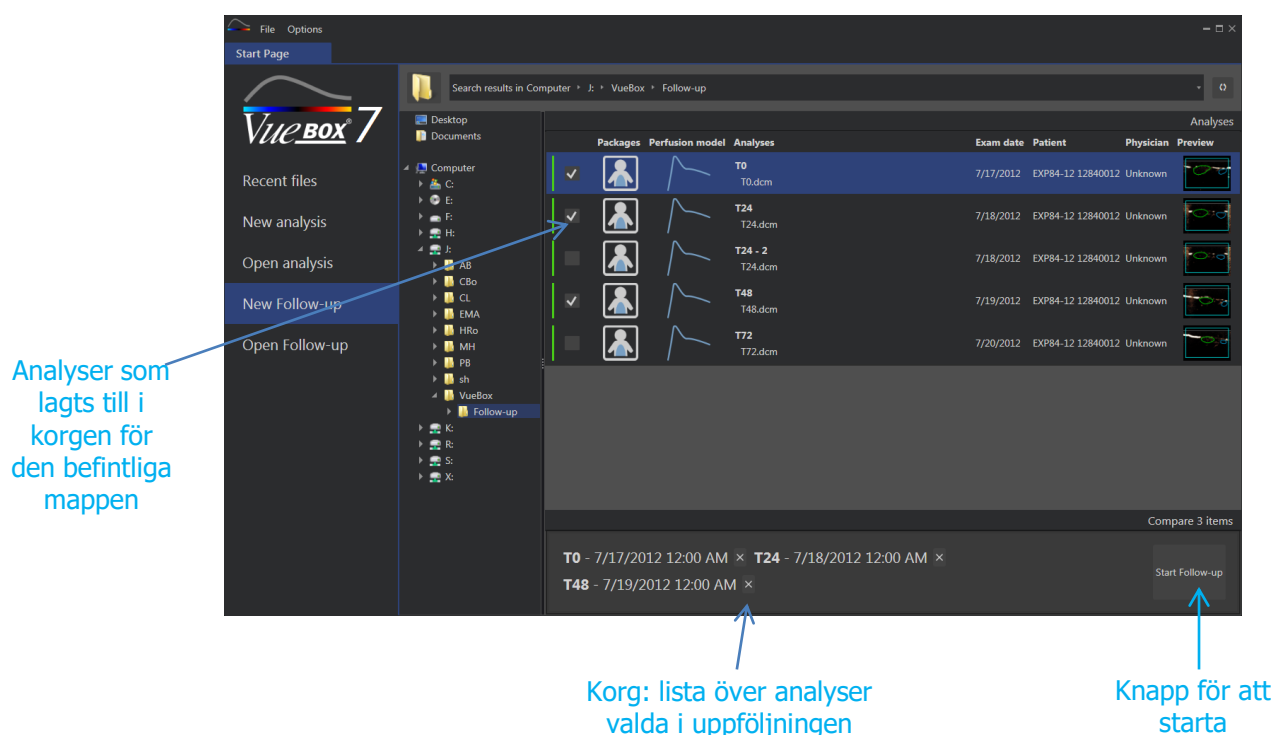 File Options
Start Page
VUEBOX® 7
Search results in Computer J: VueBox Follow-up
Recent files
New analysis
Open analysis
New Follow-up
Open Follow-up
Desktop
Documents
Computer
C:
E:
F:
H:
J:
AB
CBo
CL
EMA
HRo
MH
PB
sh
VueBox
Follow-up
K:
R:
S:
X:
Analyses
Packages Perfusion model Analyses Exam date Patient Physician Preview
T0
T0.dcm
7/17/2012 EXP84-12 12840012 Unknown
T24
T24.dcm
7/18/2012 EXP84-12 12840012 Unknown
T24 - 2
T24.dcm
7/18/2012 EXP84-12 12840012 Unknown
T48
T48.dcm
7/19/2012 EXP84-12 12840012 Unknown
T72
T72.dcm
7/20/2012 EXP84-12 12840012 Unknown
Compare 3 items
T0 - 7/17/2012 12:00 AM × T24 - 7/18/2012 12:00 AM ×
T48 - 7/19/2012 12:00 AM ×
Start Follow-up
Analyser som
lagts till i
korgen för
den befintliga
mappen
Korg: lista över analyser
valda i uppföljningen
Knapp för att
starta